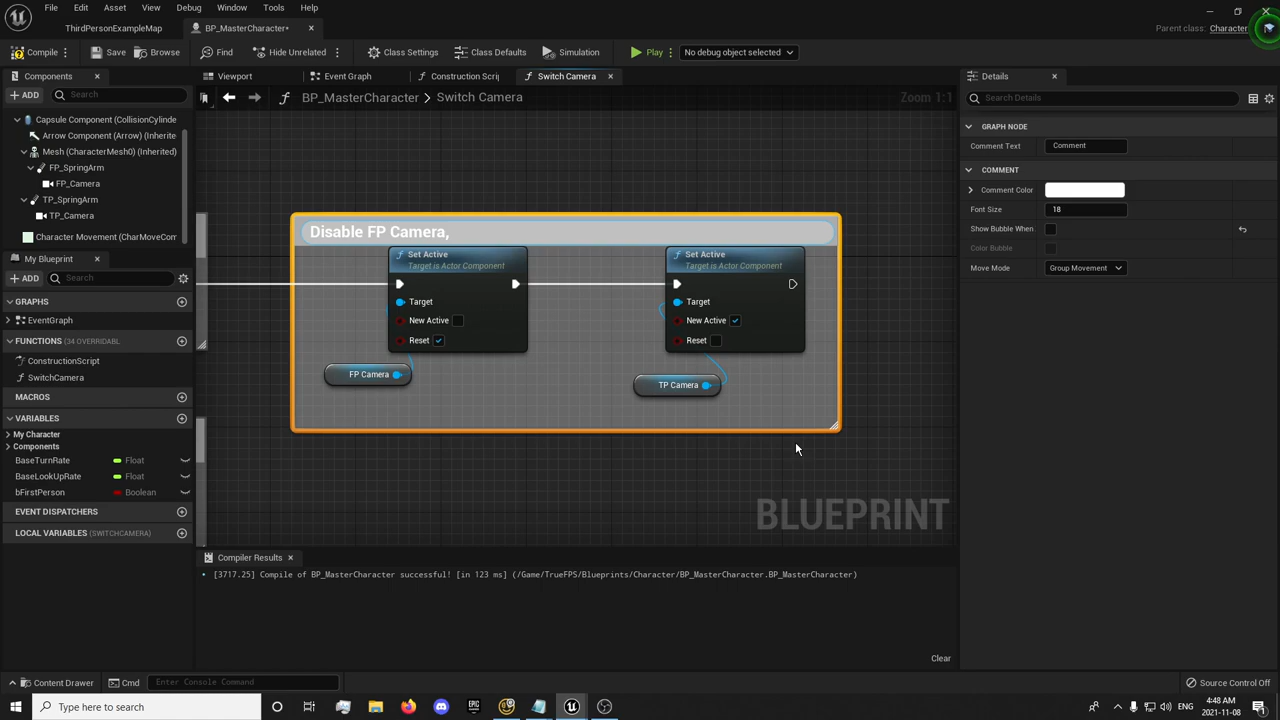 File Edit Asset View Debug Window Tools Help
ThirdPersonExampleMap
BP_MasterCharacter*
Parent class: Character
Compile
Save
Browse
Find
Hide Unrelated
Class Settings
Class Defaults
Simulation
Play
No debug object selected
Components
Viewport
Event Graph
Construction Scrip
Switch Camera
Details
ADD
Search
BP_MasterCharacter > Switch Camera
Zoom 1:1
Search Details
Capsule Component (CollisionCylinde
Arrow Component (Arrow) (Inherite
Mesh (CharacterMesh0) (Inherited)
FP_SpringArm
FP_Camera
TP_SpringArm
TP_Camera
Character Movement (CharMoveCom
GRAPH NODE
Comment Text
Comment
COMMENT
Comment Color
Font Size
18
Show Bubble When
Color Bubble
Move Mode
Group Movement
My Blueprint
ADD
Search
GRAPHS
EventGraph
FUNCTIONS (34 OVERRIDABL
ConstructionScript
SwitchCamera
MACROS
VARIABLES
My Character
Components
BaseTurnRate
Float
BaseLookUpRate
Float
bFirstPerson
Boolean
EVENT DISPATCHERS
LOCAL VARIABLES (SWITCHCAMERA)
Disable FP Camera,
Set Active
Target is Actor Component
Target
New Active
Reset
FP Camera
Set Active
Target is Actor Component
Target
New Active
Reset
TP Camera
BLUEPRINT
Compiler Results
[3717.25] Compile of BP_MasterCharacter successful! [in 123 ms] (/Game/TrueFPS/Blueprints/Character/BP_MasterCharacter.BP_MasterCharacter)
Clear
Content Drawer
Cmd
Enter Console Command
Source Control Off
Type here to search
EPIC
4:48 AM
2021-11-08